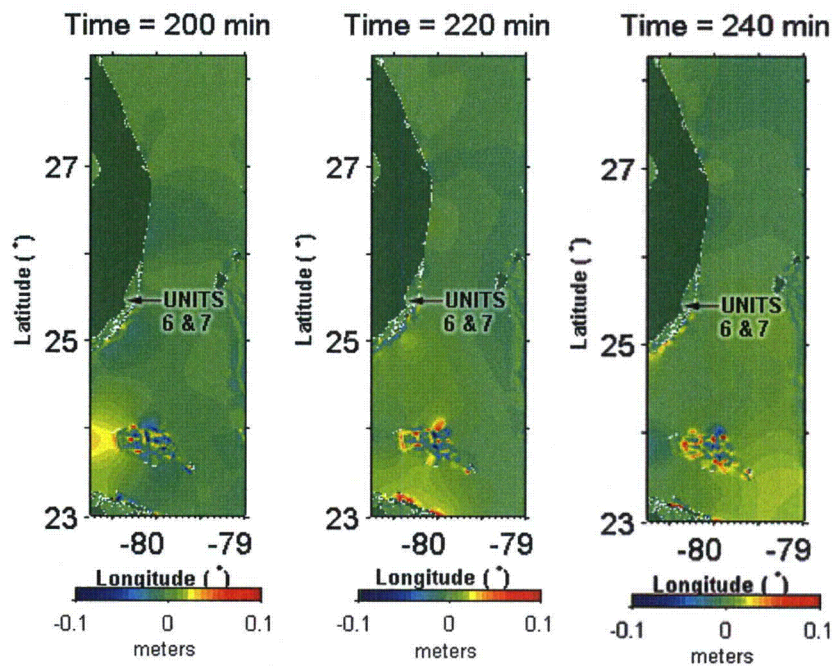 Time = 200 min
Latitude (°)
27
25
23
UNITS
6 & 7
-80
-79
Longitude (°)
-0.1
0
0.1
meters
Time = 220 min
Latitude (°)
27
25
23
UNITS
6 & 7
-80
-79
Longitude (°)
-0.1
0
0.1
meters
Time = 240 min
Latitude (°)
27
25
23
UNITS
6 & 7
-80
-79
Longitude (°)
-0.1
0
0.1
meters